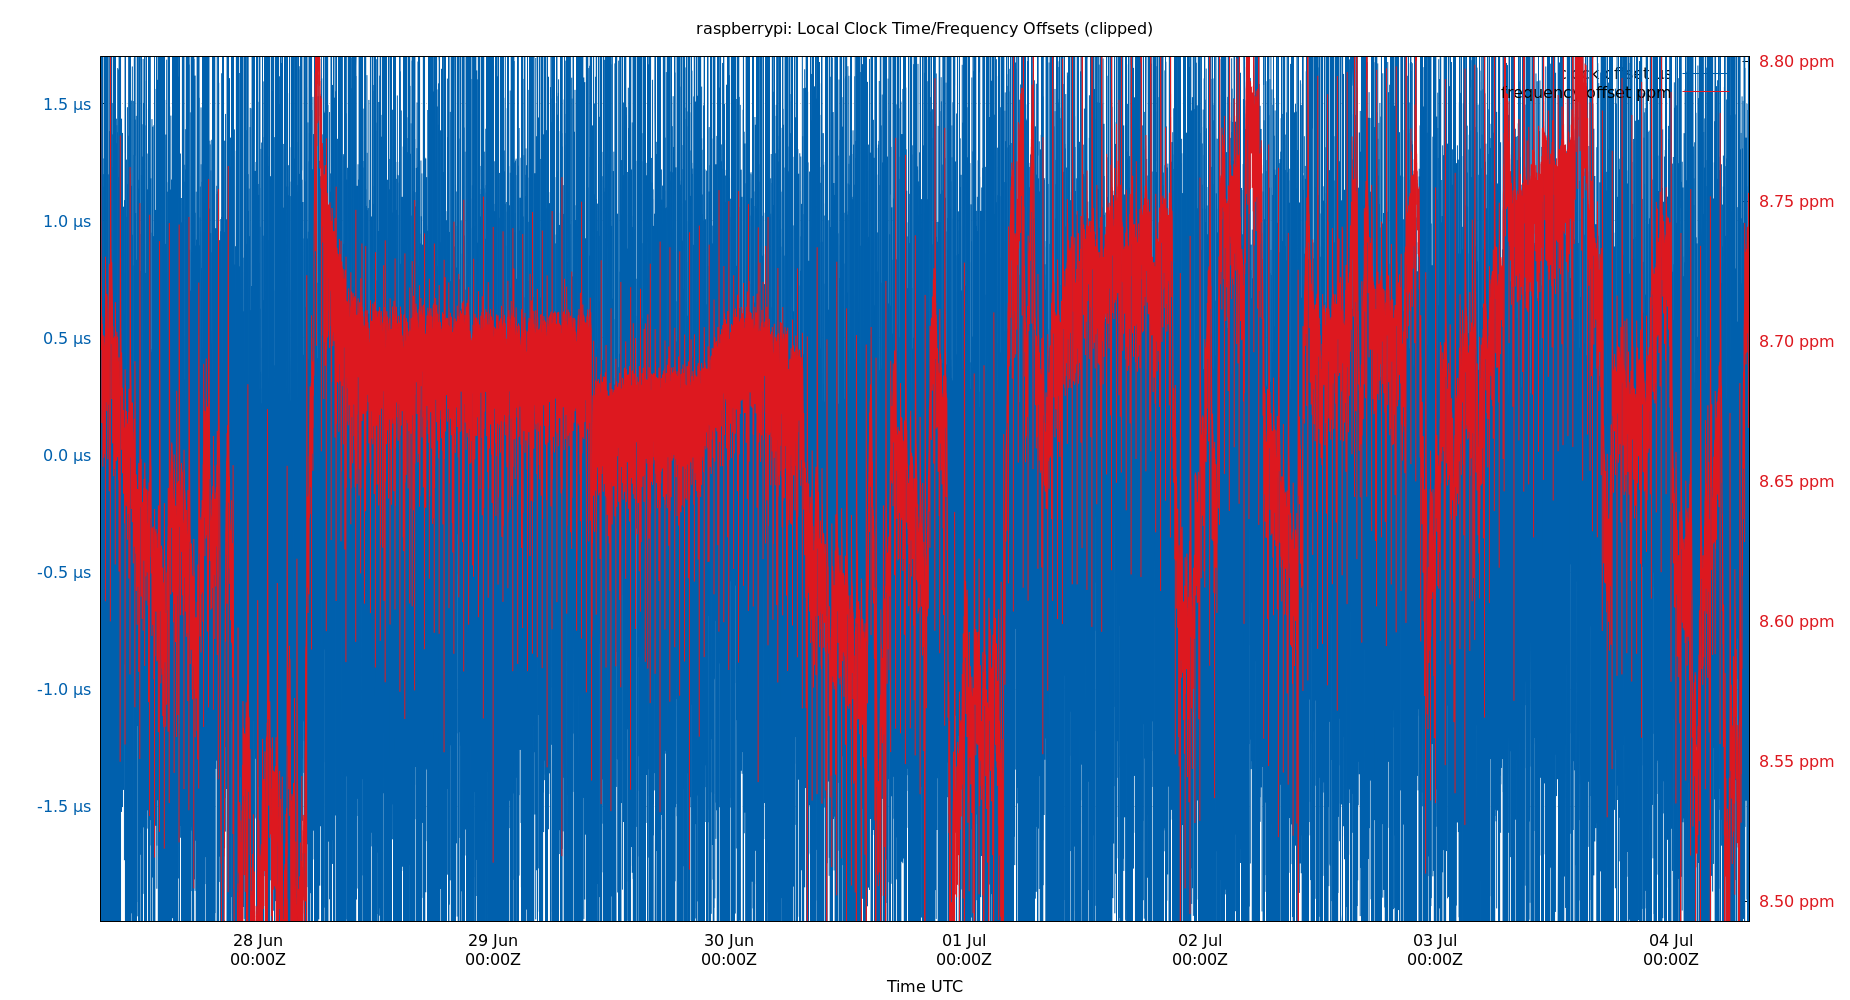 raspberrypi: Local Clock Time/Frequency Offsets (clipped)
clock offset µs
frequency offset ppm
1.5 µs
1.0 µs
0.5 µs
0.0 µs
-0.5 µs
-1.0 µs
-1.5 µs
8.80 ppm
8.75 ppm
8.70 ppm
8.65 ppm
8.60 ppm
8.55 ppm
8.50 ppm
28 Jun 29 Jun 30 Jun 01 Jul 02 Jul 03 Jul 04 Jul
00:00Z 00:00Z 00:00Z 00:00Z 00:00Z 00:00Z 00:00Z
Time UTC